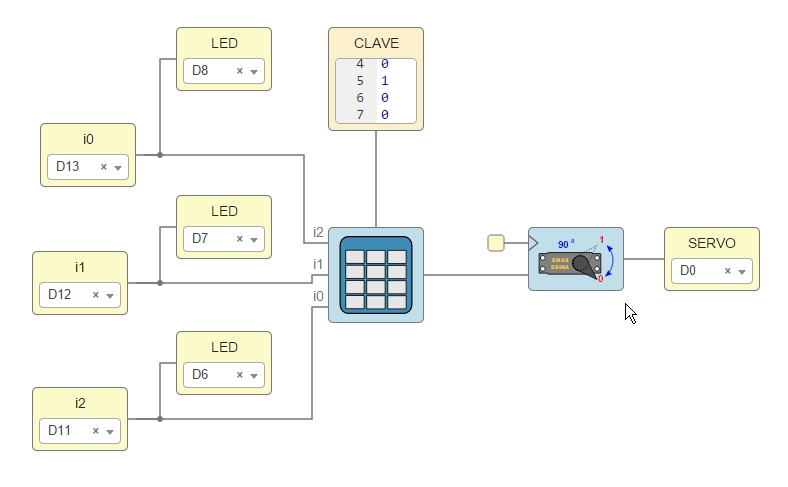 LED
D8 ×
CLAVE
4 0
5 1
6 0
7 0
i0
D13 ×
LED
D7 ×
i2
i1
i0
90 º
1
EMAX
ES08A
0
SERVO
D0 ×
i1
D12 ×
LED
D6 ×
i2
D11 ×